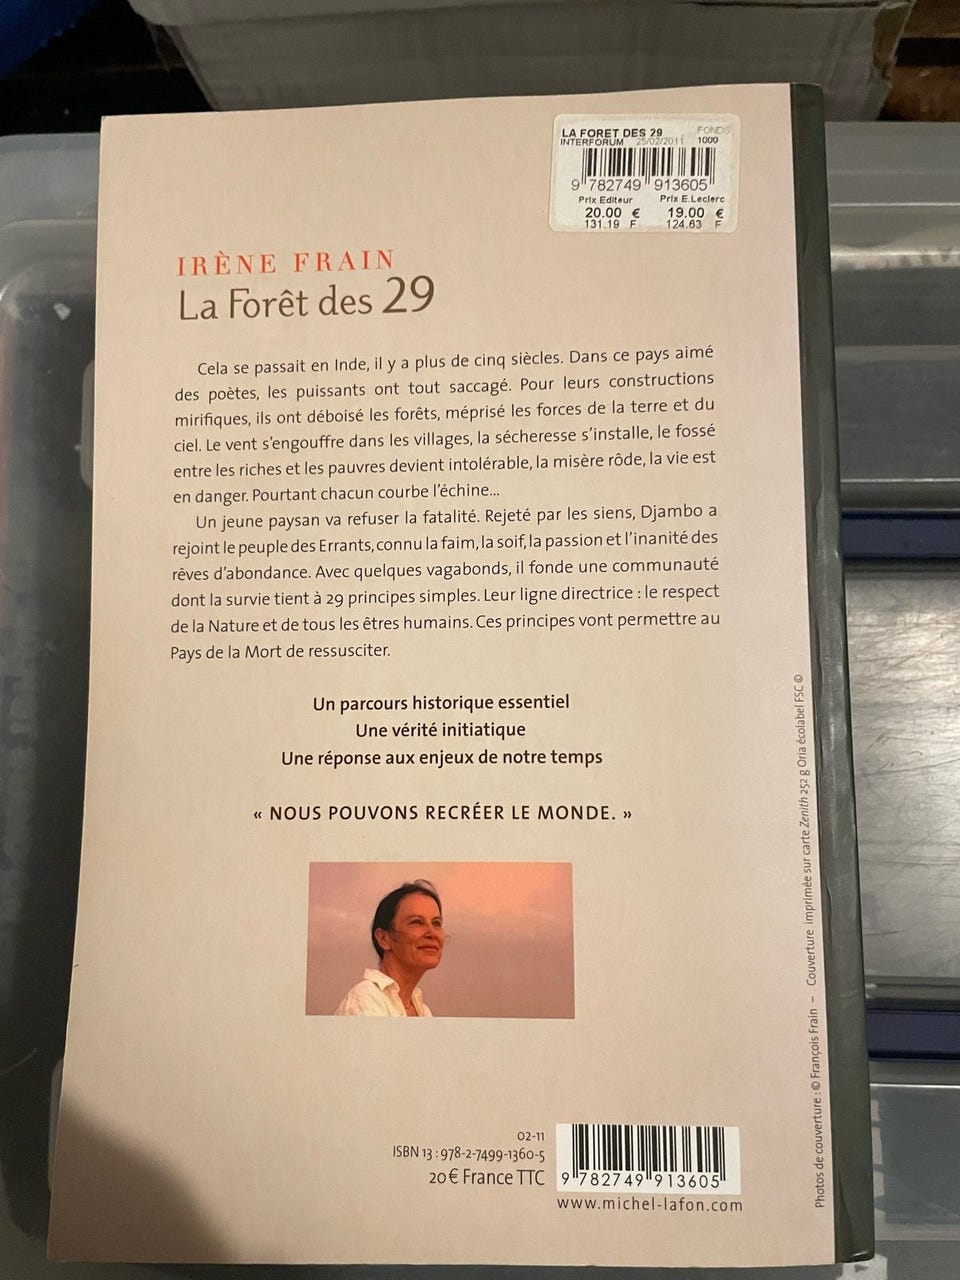 LA FORET DES 29 FONDS
INTERFORUM 25/02/2011 1000
9 782749 913605
Prix Editeur Prix E.Leclerc
20.00 € 19.00 €
131.19 F 124.63 F
IRÈNE FRAIN
La Forêt des 29
Cela se passait en Inde, il y a plus de cinq siècles. Dans ce pays aimé
des poètes, les puissants ont tout saccagé. Pour leurs constructions
mirifiques, ils ont déboisé les forêts, méprisé les forces de la terre et du
ciel. Le vent s'engouffre dans les villages, la sécheresse s'installe, le fossé
entre les riches et les pauvres devient intolérable, la misère rôde, la vie est
en danger. Pourtant chacun courbe l'échine...
Un jeune paysan va refuser la fatalité. Rejeté par les siens, Djambo a
rejoint le peuple des Errants, connu la faim, la soif, la passion et l'inanité des
rêves d'abondance. Avec quelques vagabonds, il fonde une communauté
dont la survie tient à 29 principes simples. Leur ligne directrice : le respect
de la Nature et de tous les êtres humains. Ces principes vont permettre au
Pays de la Mort de ressusciter.
Un parcours historique essentiel
Une vérité initiatique
Une réponse aux enjeux de notre temps
« NOUS POUVONS RECRÉER LE MONDE. »
02-11
ISBN 13 : 978-2-7499-1360-5
20 € France TTC
9 782749 913605
www.michel-lafon.com
Photos de couverture : © François Frain – Couverture imprimée sur carte Zenith 252 g Oria écolabel FSC ©